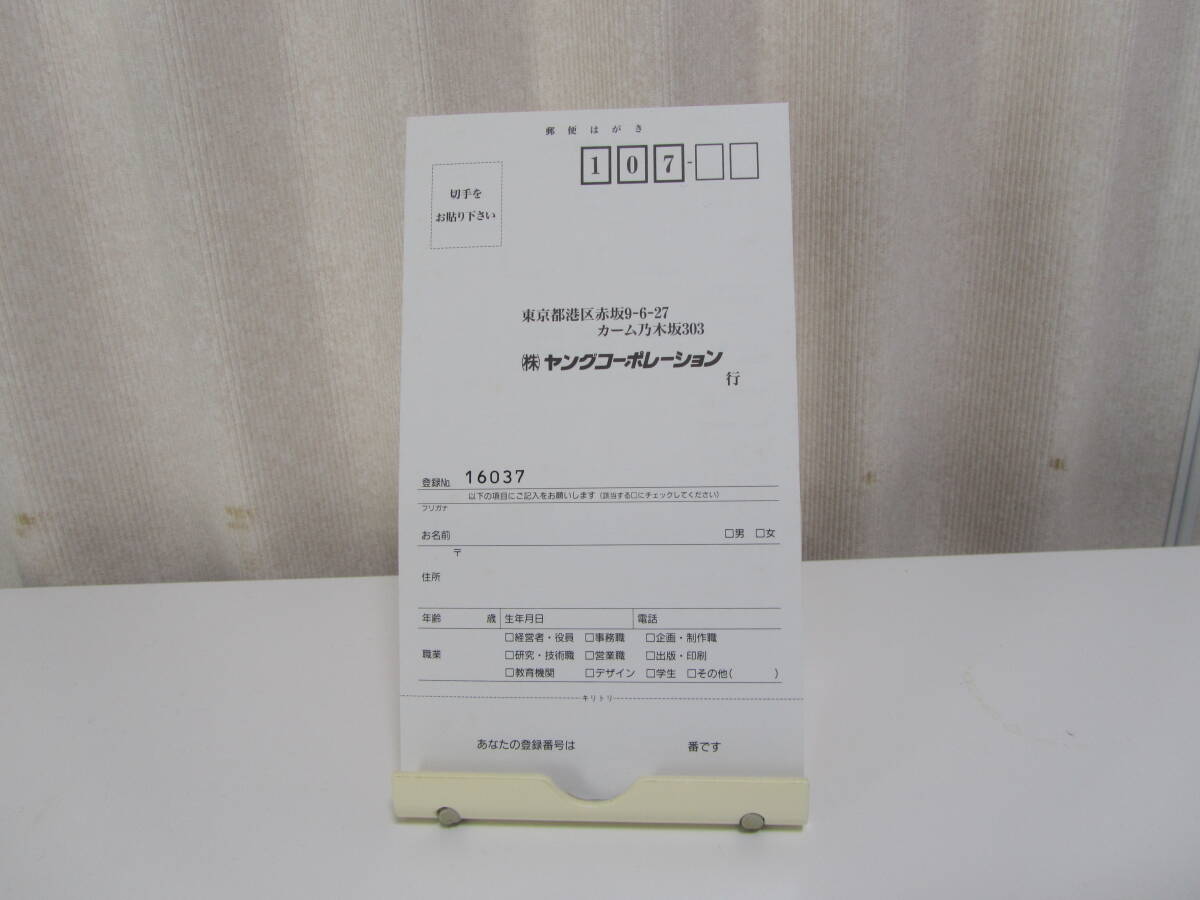 郵便はがき
107-
切手を
お貼り下さい
東京都港区赤坂9-6-27
カーム乃木坂303
㈱ヤングコーポレーション
行
登録№ 16037
以下の項目にご記入をお願いします（該当する□にチェックしてください）
フリガナ
お名前 □男 □女
〒
住所
年齢 歳 生年月日 電話
職業
□経営者・役員 □事務職 □企画・制作職
□研究・技術職 □営業職 □出版・印刷
□教育機関 □デザイン □学生 □その他( )
キリトリ
あなたの登録番号は 番です